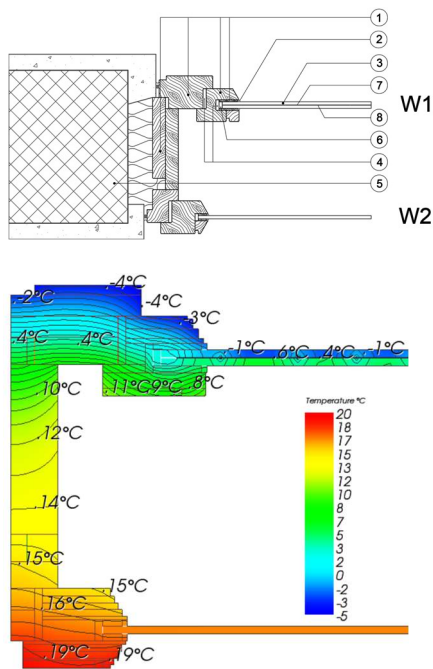 1
2
3
7
W1
8
6
4
5
W2
-4°C
-2°C
-4°C
-3°C
.4°C
.4°C
-1°C
6°C
.4°C
-1°C
.11°C
.9°C
.8°C
.10°C
Temperature °C
20
18
17
15
13
12
10
8
7
5
3
2
0
-2
-3
-5
.12°C
.14°C
.15°C
.15°C
.16°C
.19°C
.19°C